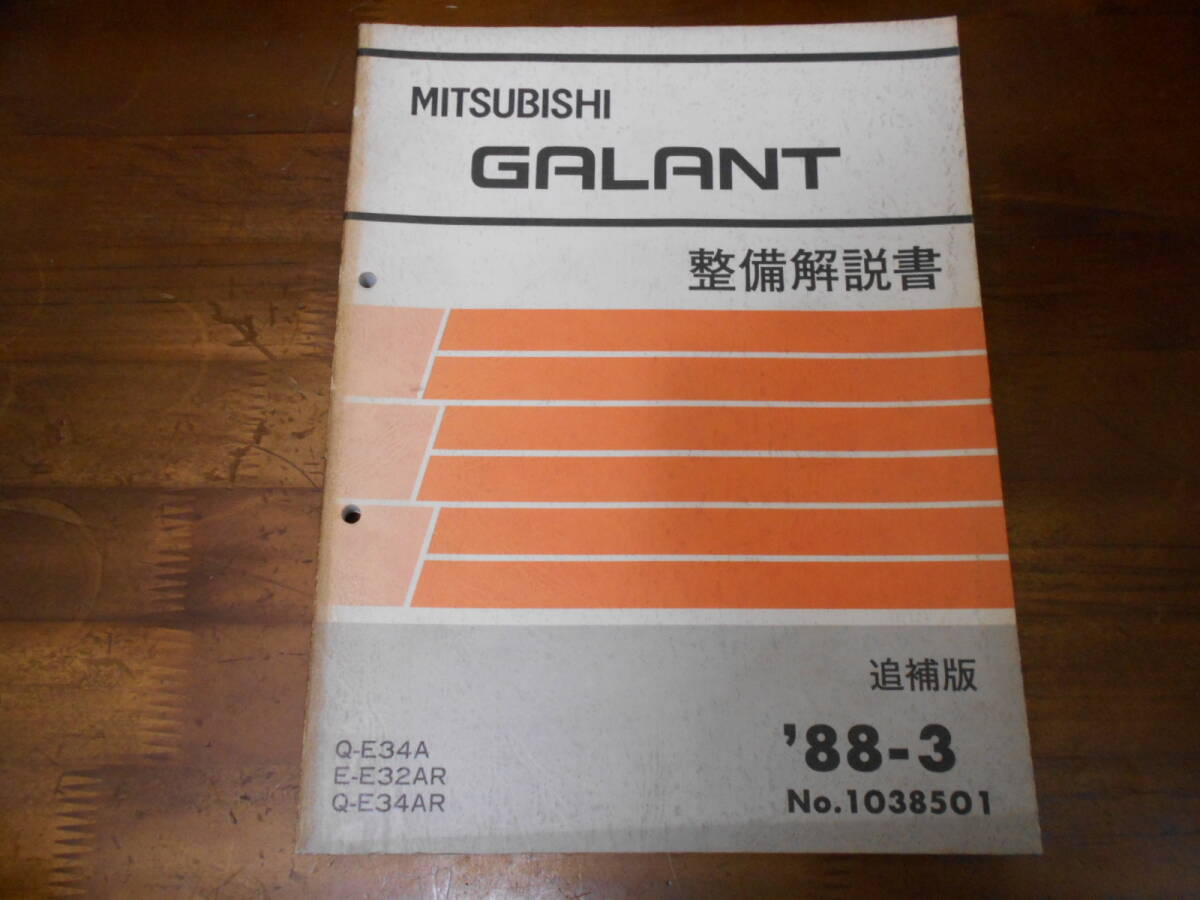 MITSUBISHI
GALANT
整備解説書
追補版
'88-3
No.1038501
Q-E34A
E-E32AR
Q-E34AR